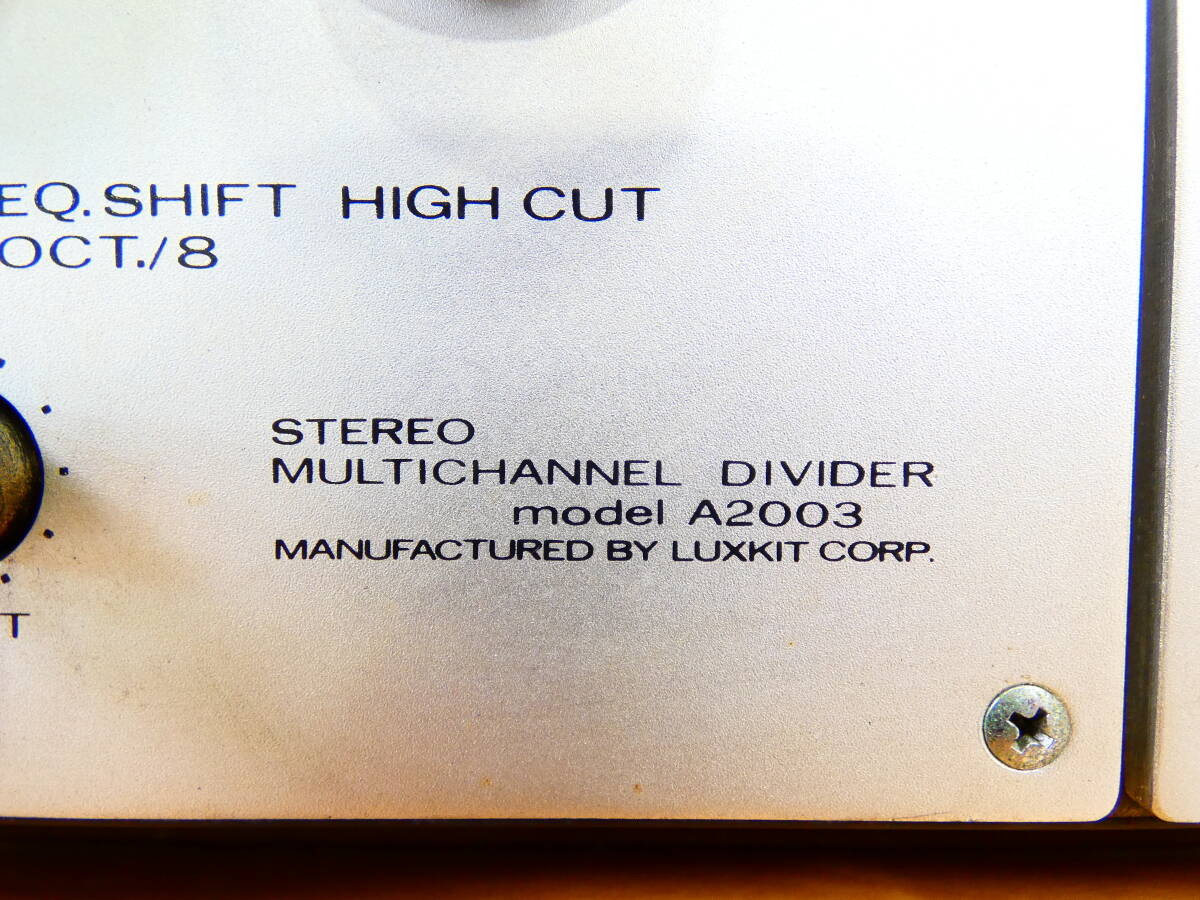 EQ. SHIFT HIGH CUT
OCT./8
STEREO
MULTICHANNEL DIVIDER
model A2003
MANUFACTURED BY LUXKIT CORP.
T